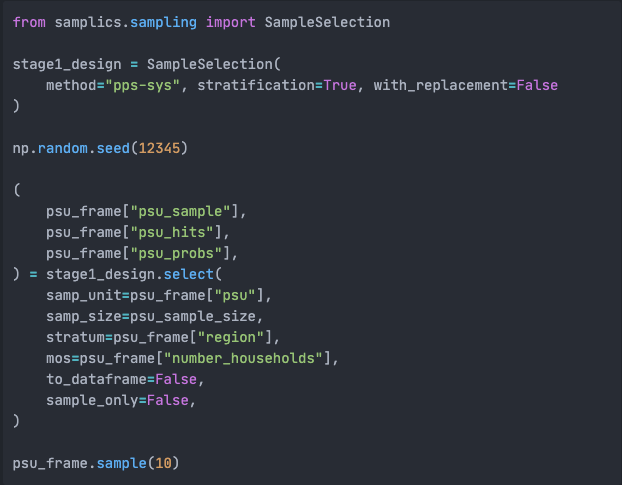 from samplics.sampling import SampleSelection
stage1_design = SampleSelection(
    method="pps-sys", stratification=True, with_replacement=False
)
np.random.seed(12345)
(
    psu_frame["psu_sample"],
    psu_frame["psu_hits"],
    psu_frame["psu_probs"],
) = stage1_design.select(
    samp_unit=psu_frame["psu"],
    samp_size=psu_sample_size,
    stratum=psu_frame["region"],
    mos=psu_frame["number_households"],
    to_dataframe=False,
    sample_only=False,
)
psu_frame.sample(10)